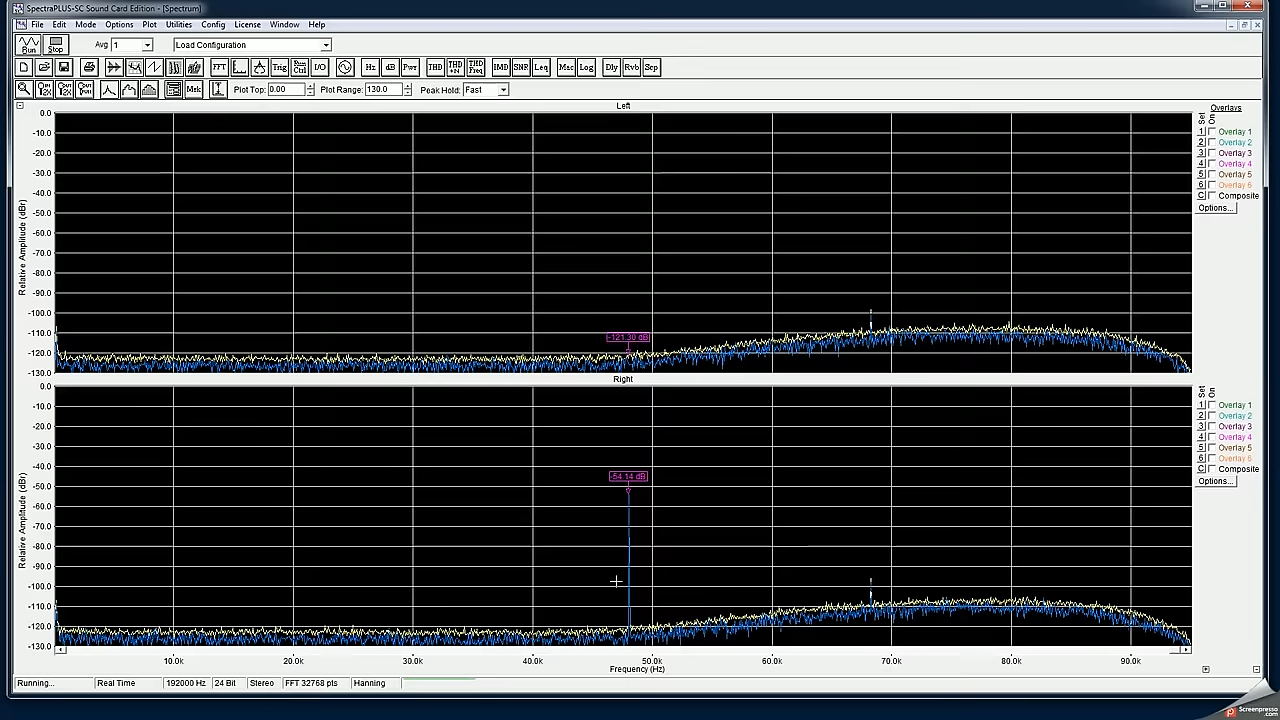 SpectraPLUS-SC Sound Card Edition - [Spectrum]
File Edit Mode Options Plot Utilities Config License Window Help
Run Stop Avg 1 Load Configuration
FFT Trig Run Cnt I/O Hz dB Pwr THD THD +N THD Freq IMD SNR Leq Mac Log Dly Rvb Scp
Mrk Plot Top: 0.00 Plot Range: 130.0 Peak Hold: Fast
Left
Overlays
Set On
1 Overlay 1
2 Overlay 2
3 Overlay 3
4 Overlay 4
5 Overlay 5
6 Overlay 6
C Composite
Options...
Relative Amplitude (dBr)
0.0
-10.0
-20.0
-30.0
-40.0
-50.0
-60.0
-70.0
-80.0
-90.0
-100.0
-110.0
-120.0
-130.0
-121.30 dB
Right
Set On
1 Overlay 1
2 Overlay 2
3 Overlay 3
4 Overlay 4
5 Overlay 5
6 Overlay 6
C Composite
Options...
Relative Amplitude (dBr)
0.0
-10.0
-20.0
-30.0
-40.0
-50.0
-60.0
-70.0
-80.0
-90.0
-100.0
-110.0
-120.0
-130.0
-54.14 dB
10.0k 20.0k 30.0k 40.0k 50.0k 60.0k 70.0k 80.0k 90.0k
Frequency (Hz)
Running... Real Time 192000 Hz 24 Bit Stereo FFT 32768 pts Hanning
Screenpresso
.com